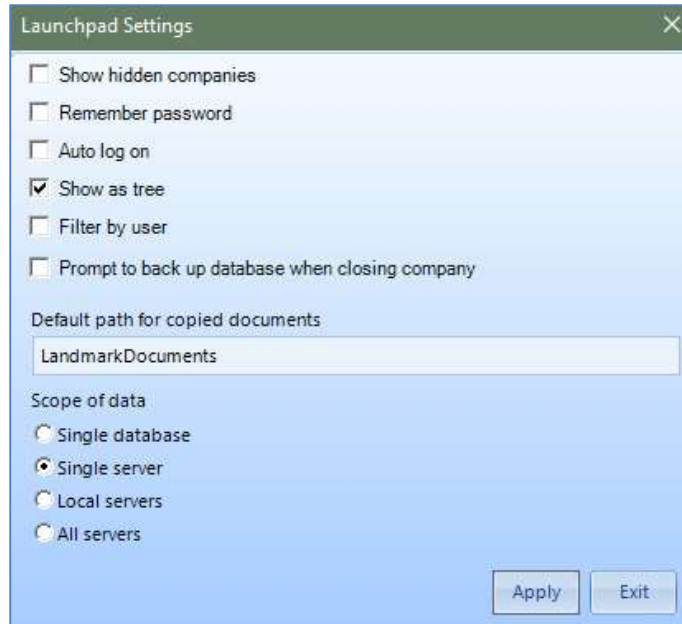 Launchpad Settings
Show hidden companies
Remember password
Auto log on
Show as tree
Filter by user
Prompt to back up database when closing company
Default path for copied documents
LandmarkDocuments
Scope of data
Single database
Single server
Local servers
All servers
Apply Exit